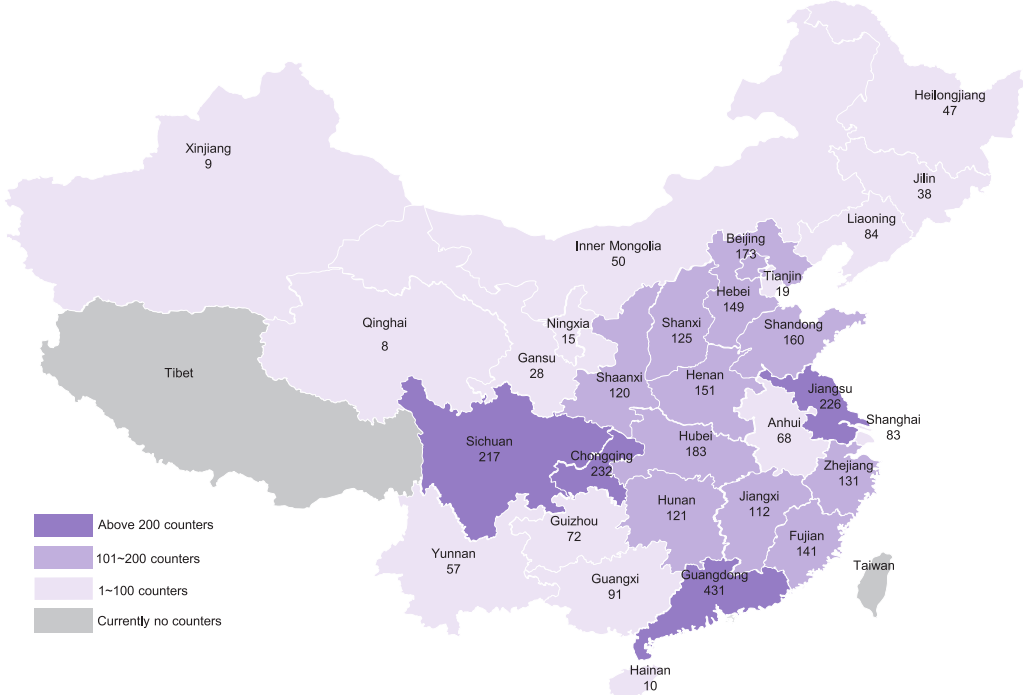 Heilongjiang
47
Xinjiang
9
Jilin
38
Liaoning
84
Inner Mongolia
50
Beijing
173
Tianjin
19
Hebei
149
Qinghai
8
Ningxia
15
Shanxi
125
Shandong
160
Gansu
28
Tibet
Shaanxi
120
Henan
151
Jiangsu
226
Shanghai
83
Anhui
68
Sichuan
217
Chongqing
232
Hubei
183
Zhejiang
131
Hunan
121
Jiangxi
112
Fujian
141
Guizhou
72
Yunnan
57
Guangxi
91
Guangdong
431
Taiwan
Hainan
10
Above 200 counters
101~200 counters
1~100 counters
Currently no counters